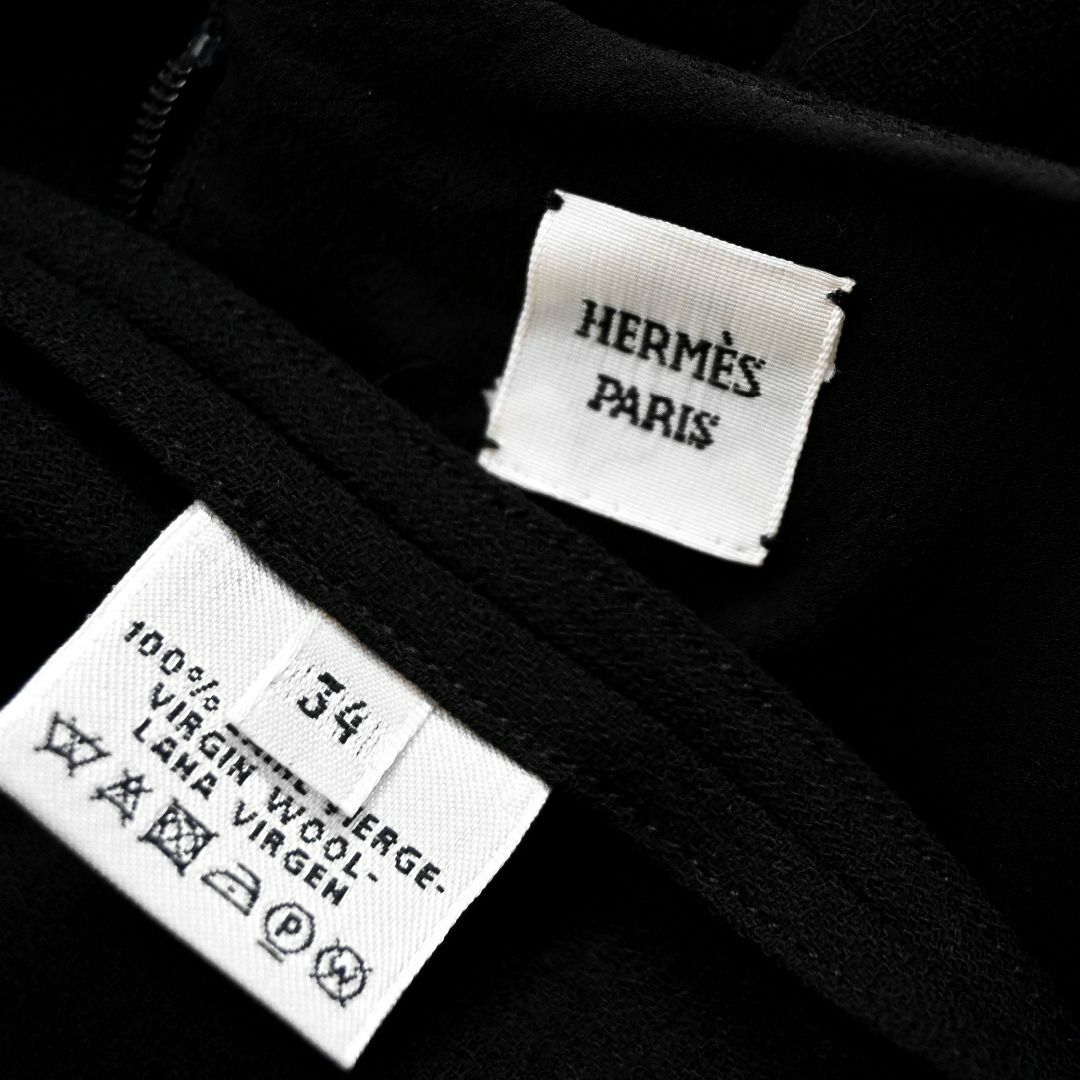 HERMÈS
PARIS
34
100%
VIERGE-
VIRGIN WOOL-
LANA VIRGEN
P
W